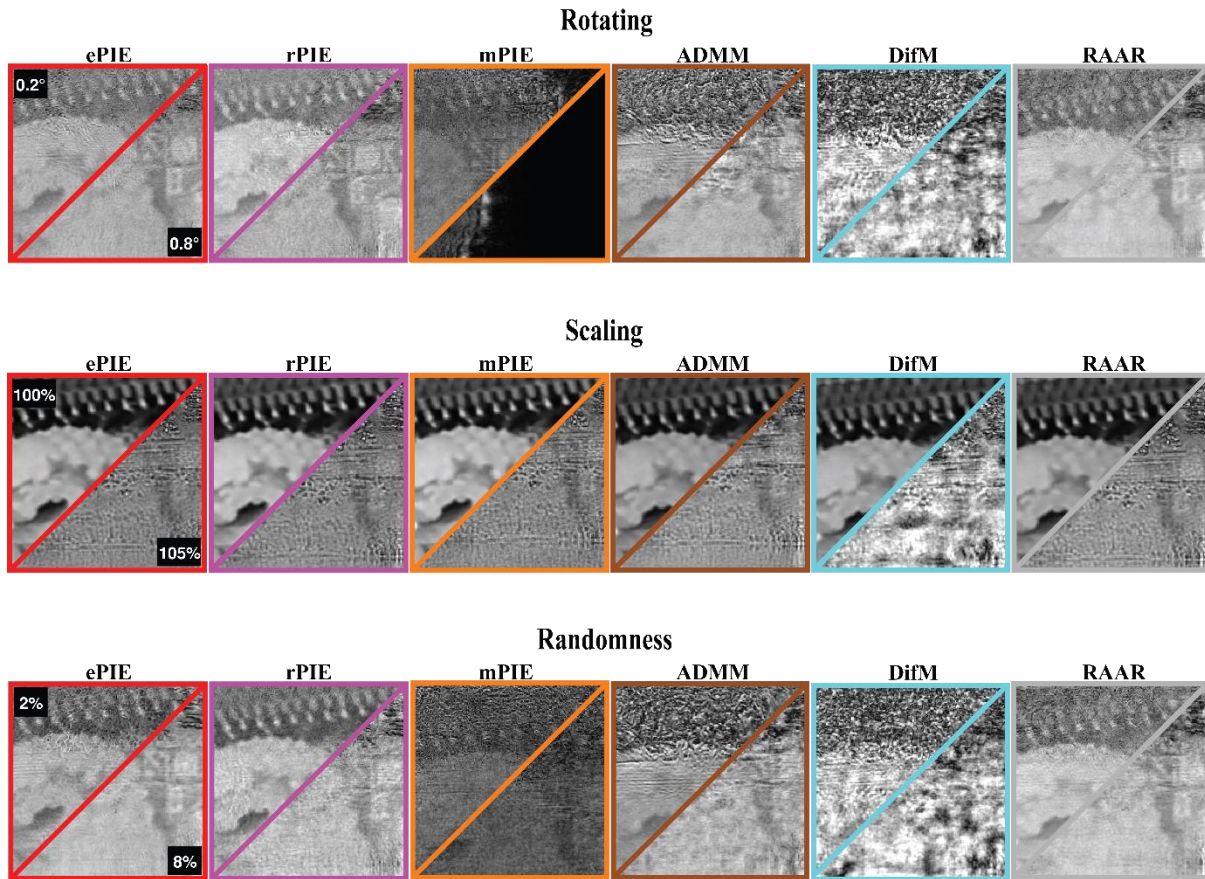 Rotating
ePIE rPIE mPIE ADMM DifM RAAR
0.2°
0.8°
Scaling
ePIE rPIE mPIE ADMM DifM RAAR
100%
105%
Randomness
ePIE rPIE mPIE ADMM DifM RAAR
2%
8%